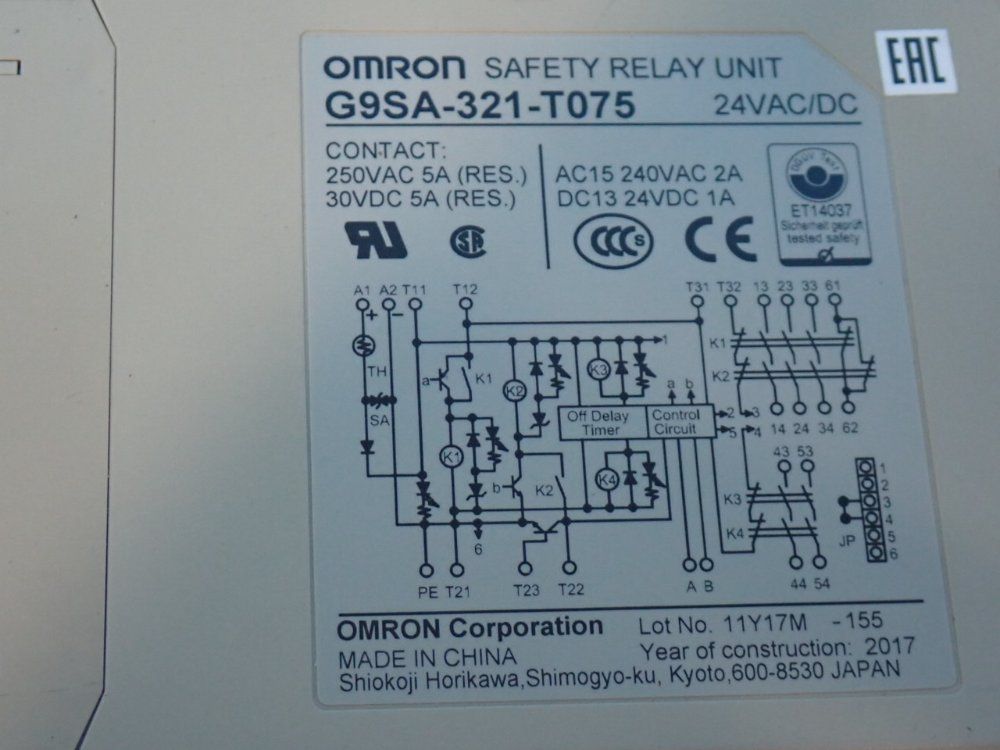 OMRON SAFETY RELAY UNIT
G9SA-321-T075 24VAC/DC
EAC
CONTACT:
250VAC 5A (RES.)
30VDC 5A (RES.)
AC15 240VAC 2A
DC13 24VDC 1A
DGUV Test
ET14037
Sicherheit geprüft
tested safety
SA
CCC S
CE
A1 A2 T11 T12 T31 T32 13 23 33 61
+ −
TH
SA
a
K1
K2
K3
1
a b
K1
K2
Off Delay
Timer
Control
Circuit
2 3
5 4
14 24 34 62
K1
b
K2
K4
43 53
K3
K4
JP
1
2
3
4
5
6
6
44 54
PE T21 T23 T22 A B
OMRON Corporation Lot No. 11Y17M -155
MADE IN CHINA Year of construction: 2017
Shiokoji Horikawa,Shimogyo-ku, Kyoto,600-8530 JAPAN